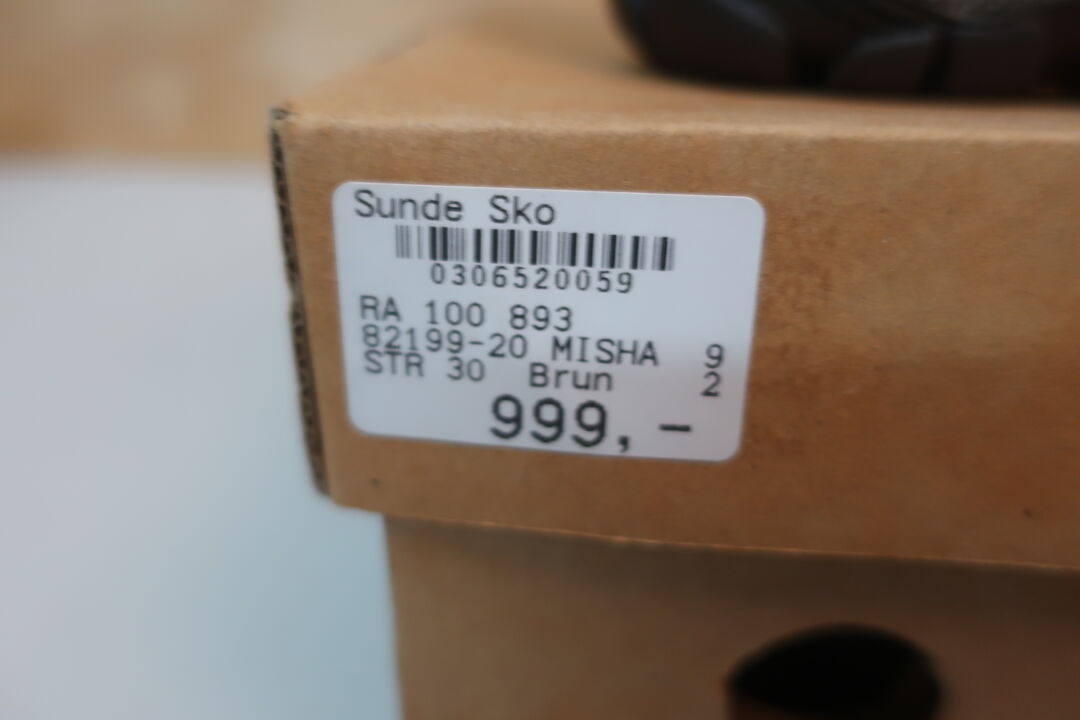 Sunde Sko
0306520059
RA 100 893
82199-20 MISHA 9
STR 30 Brun 2
999,-